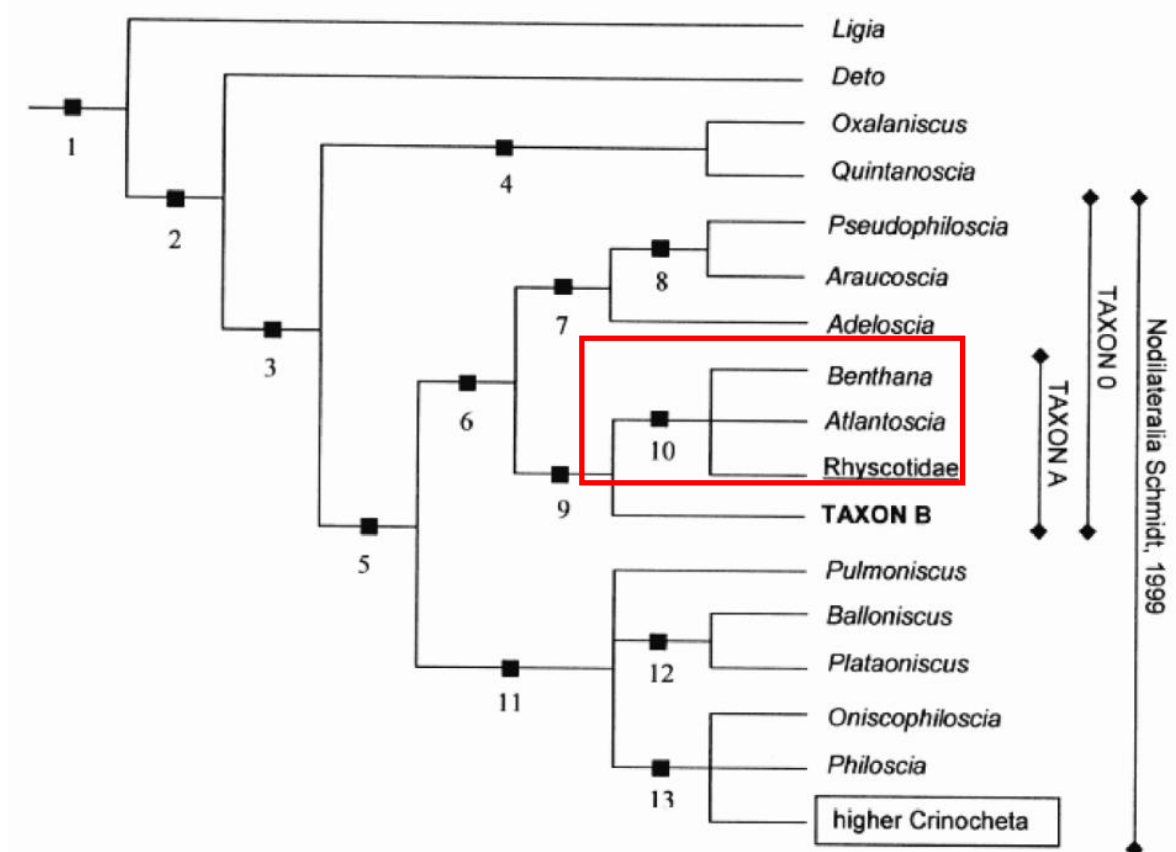 Ligia
Deto
1
Oxalaniscus
4
Quintanoscia
2
Pseudophiloscia
8
Araucoscia
7
Adeloscia
3
Benthana
6
Atlantoscia
10
Rhyscotidae
9
TAXON B
5
Pulmoniscus
Balloniscus
12
Plataoniscus
11
Oniscophiloscia
Philoscia
13
higher Crinocheta
TAXON A
TAXON 0
Nodilateralia Schmidt, 1999